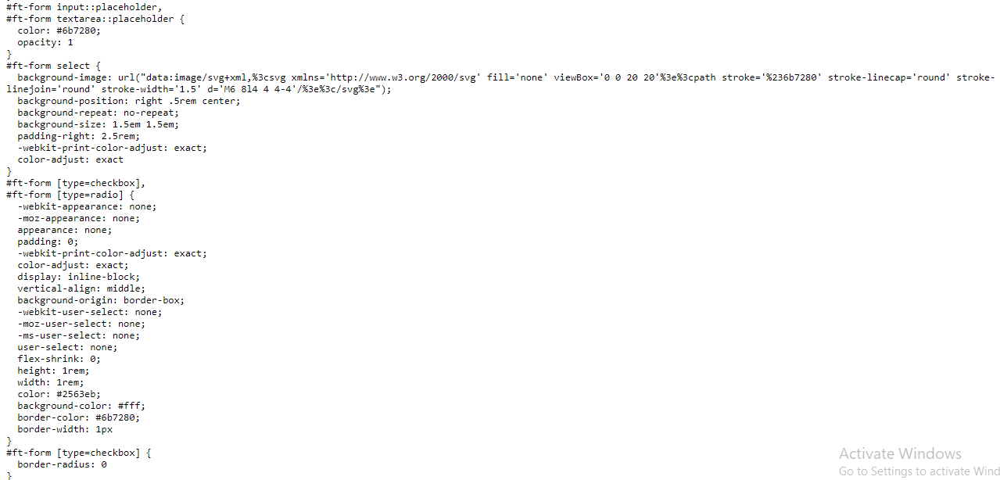 #ft-form input::placeholder,
#ft-form textarea::placeholder {
  color: #6b7280;
  opacity: 1
}
#ft-form select {
  background-image: url("data:image/svg+xml,%3csvg xmlns='http://www.w3.org/2000/svg' fill='none' viewBox='0 0 20 20'%3e%3cpath stroke='%236b7280' stroke-linecap='round' stroke-
linejoin='round' stroke-width='1.5' d='M6 8l4 4 4-4'/%3e%3c/svg%3e");
  background-position: right .5rem center;
  background-repeat: no-repeat;
  background-size: 1.5em 1.5em;
  padding-right: 2.5rem;
  -webkit-print-color-adjust: exact;
  color-adjust: exact
}
#ft-form [type=checkbox],
#ft-form [type=radio] {
  -webkit-appearance: none;
  -moz-appearance: none;
  appearance: none;
  padding: 0;
  -webkit-print-color-adjust: exact;
  color-adjust: exact;
  display: inline-block;
  vertical-align: middle;
  background-origin: border-box;
  -webkit-user-select: none;
  -moz-user-select: none;
  -ms-user-select: none;
  user-select: none;
  flex-shrink: 0;
  height: 1rem;
  width: 1rem;
  color: #2563eb;
  background-color: #fff;
  border-color: #6b7280;
  border-width: 1px
}
#ft-form [type=checkbox] {
  border-radius: 0
}
Activate Windows
Go to Settings to activate Wind